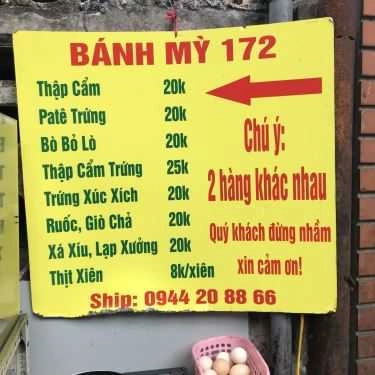 BÁNH MỲ 172
Thập Cẩm 20k
Patê Trứng 20k
Bò Bỏ Lò 20k
Thập Cẩm Trứng 25k
Trứng Xúc Xích 20k
Ruốc, Giò Chả 20k
Xá Xíu, Lạp Xưởng 20k
Thịt Xiên 8k/xiên
Chú ý:
2 hàng khác nhau
Quý khách đừng nhầm
xin cảm ơn!
Ship: 0944 20 88 66